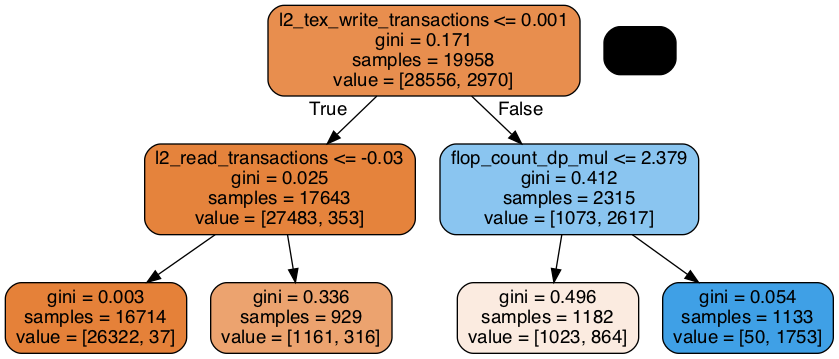 l2_tex_write_transactions <= 0.001
gini = 0.171
samples = 19958
value = [28556, 2970]
True
False
l2_read_transactions <= -0.03
gini = 0.025
samples = 17643
value = [27483, 353]
flop_count_dp_mul <= 2.379
gini = 0.412
samples = 2315
value = [1073, 2617]
gini = 0.003
samples = 16714
value = [26322, 37]
gini = 0.336
samples = 929
value = [1161, 316]
gini = 0.496
samples = 1182
value = [1023, 864]
gini = 0.054
samples = 1133
value = [50, 1753]